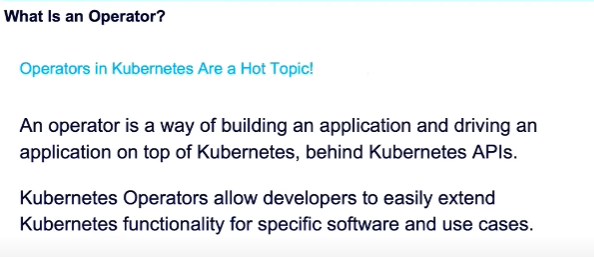 What Is an Operator?
Operators in Kubernetes Are a Hot Topic!
An operator is a way of building an application and driving an
application on top of Kubernetes, behind Kubernetes APIs.
Kubernetes Operators allow developers to easily extend
Kubernetes functionality for specific software and use cases.